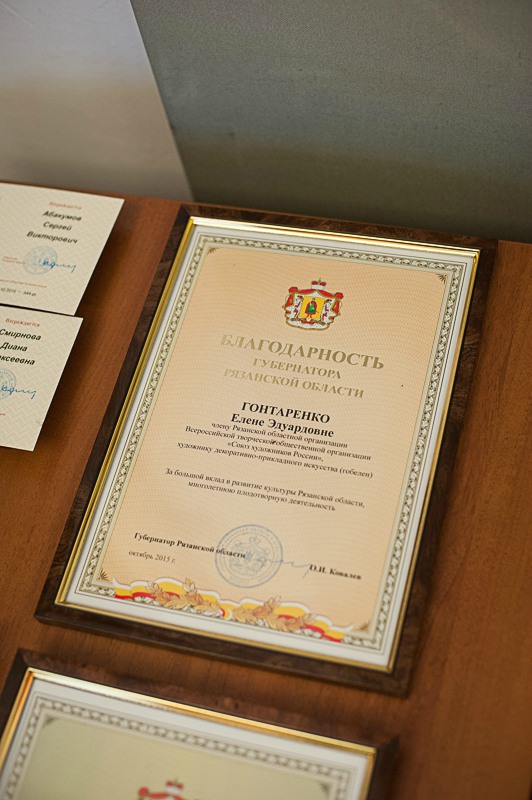 Награждается
Абакумов
Сергей
Викторович
Награждается
Смирнова
Диана
БЛАГОДАРНОСТЬ
ГУБЕРНАТОРА
РЯЗАНСКОЙ ОБЛАСТИ
ГОНТАРЕНКО
Елене Эдуардовне
члену Рязанской областной организации
Всероссийской творческой общественной организации
«Союз художников России»,
художнику декоративно-прикладного искусства (гобелен)
За большой вклад в развитие культуры Рязанской области,
многолетнюю плодотворную деятельность
Губернатор Рязанской области
О.И. Ковалев
октябрь 2015 г.